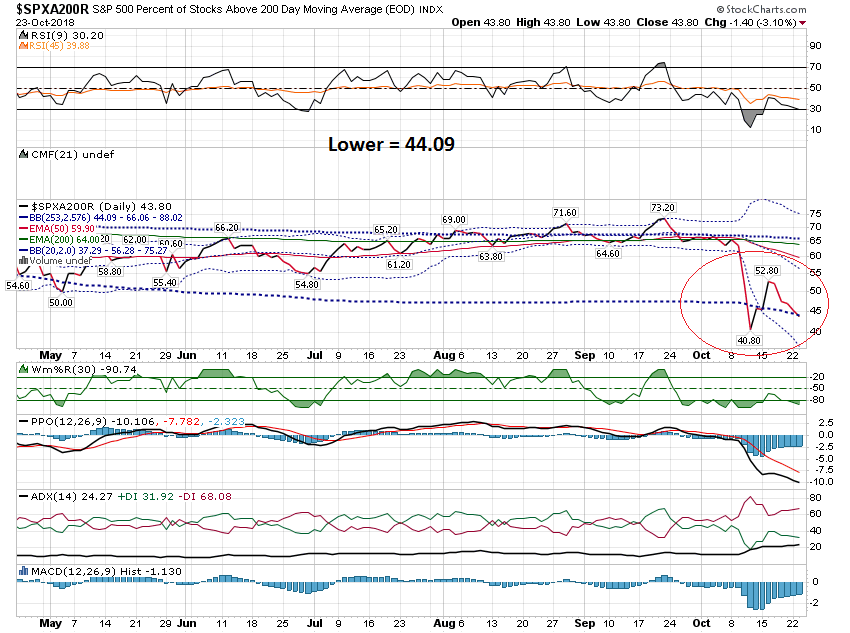 $SPXA200R S&P 500 Percent of Stocks Above 200 Day Moving Average (EOD) INDX
© StockCharts.com
23-Oct-2018
Open 43.80 High 43.80 Low 43.80 Close 43.80 Chg -1.40 (-3.10%)
RSI(9) 30.20
RSI(45) 39.88
90
70
50
30
10
Lower = 44.09
CMF(21) undef
$SPXA200R (Daily) 43.80
BB(253,2.576) 44.09 - 66.06 - 88.02
EMA(50) 59.90
EMA(200) 64.00
BB(20,2.0) 37.29 - 56.28 - 75.27
Volume undef
54.60
50.00
58.80
62.00
55.40
60.60
66.20
54.80
65.20
61.20
69.00
63.80
71.60
64.60
73.20
40.80
52.80
75
70
65
60
55
50
45
40
May 7 14 21 29 Jun 11 18 25 Jul 9 16 23 Aug 6 13 20 27 Sep 10 17 24 Oct 8 15 22
Wm%R(30) -90.74
-20
-50
-80
PPO(12,26,9) -10.106, -7.782, -2.323
2.5
0.0
-2.5
-5.0
-7.5
-10.0
ADX(14) 24.27 +DI 31.92 -DI 68.08
80
60
40
20
MACD(12,26,9) Hist -1.130
0
-2
May 7 14 21 29 Jun 11 18 25 Jul 9 16 23 Aug 6 13 20 27 Sep 10 17 24 Oct 8 15 22